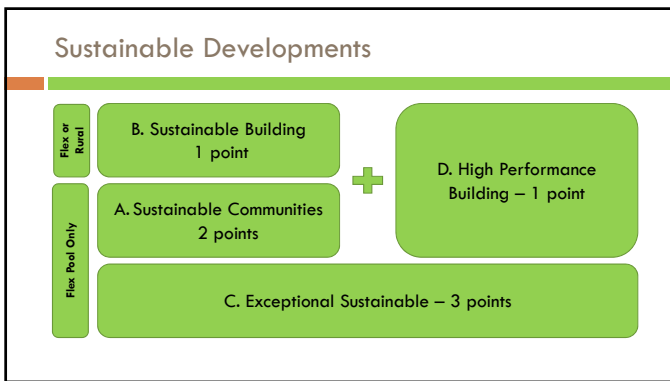 Sustainable Developments
Flex or
Rural
B. Sustainable Building
1 point
D. High Performance
Building – 1 point
Flex Pool Only
A. Sustainable Communities
2 points
C. Exceptional Sustainable – 3 points